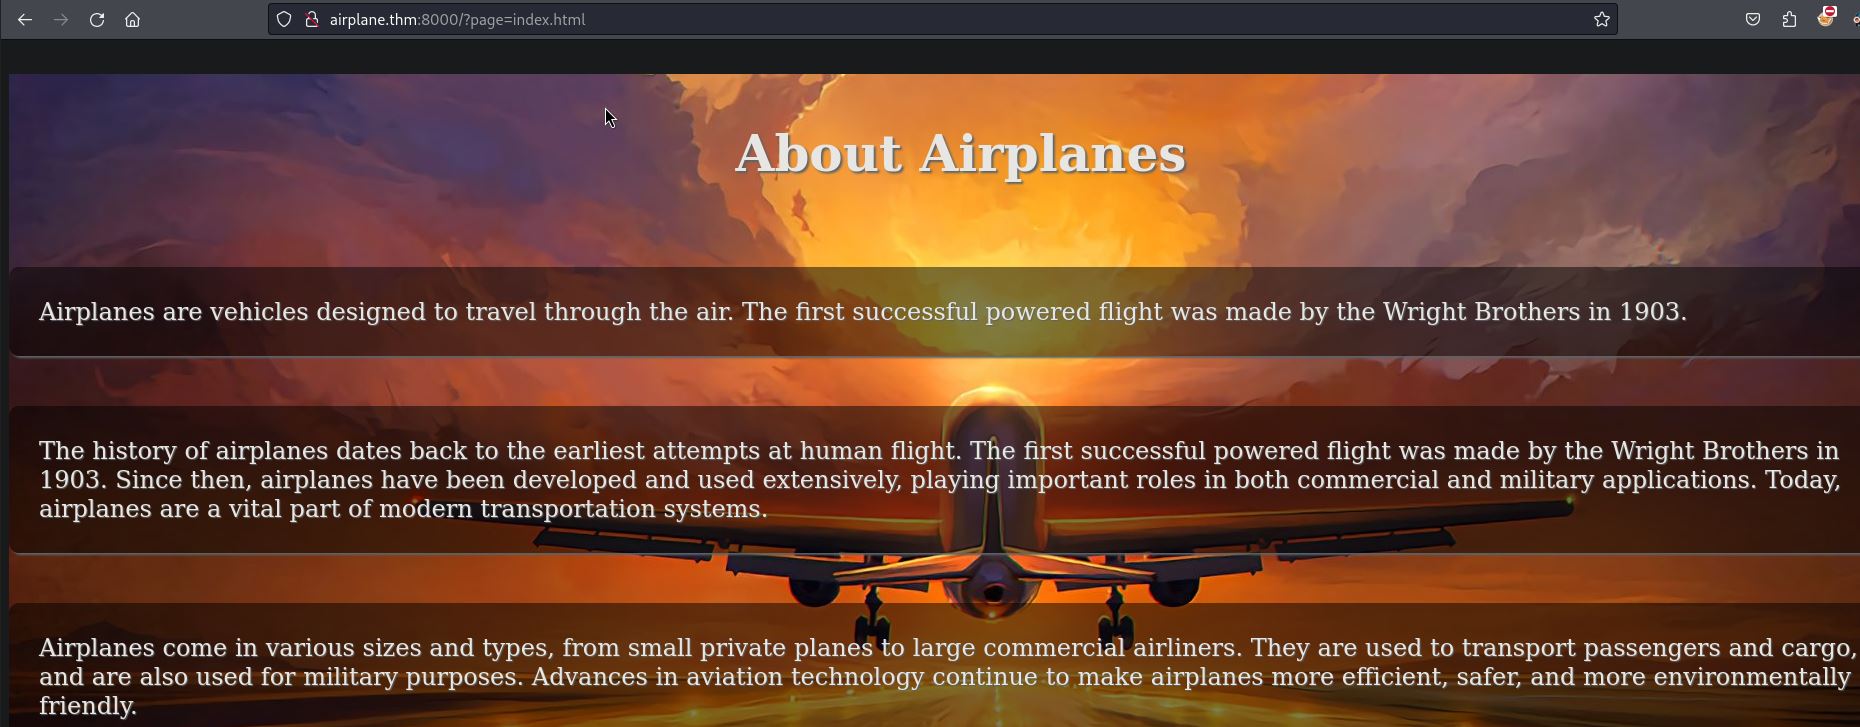 airplane.thm:8000/?page=index.html
About Airplanes
Airplanes are vehicles designed to travel through the air. The first successful powered flight was made by the Wright Brothers in 1903.
The history of airplanes dates back to the earliest attempts at human flight. The first successful powered flight was made by the Wright Brothers in
1903. Since then, airplanes have been developed and used extensively, playing important roles in both commercial and military applications. Today,
airplanes are a vital part of modern transportation systems.
Airplanes come in various sizes and types, from small private planes to large commercial airliners. They are used to transport passengers and cargo,
and are also used for military purposes. Advances in aviation technology continue to make airplanes more efficient, safer, and more environmentally
friendly.